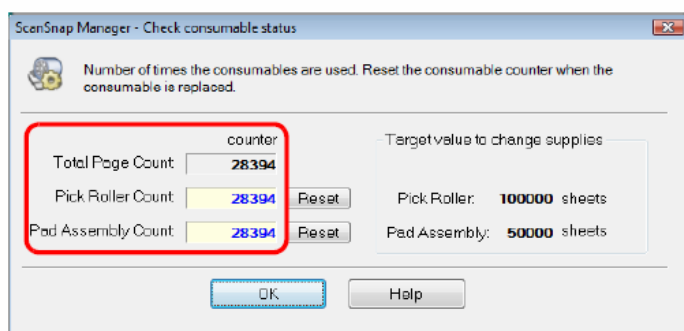 ScanSnap Manager - Check consumable status
Number of times the consumables are used. Reset the consumable counter when the
consumable is replaced.
counter
Total Page Count 28394
Pick Roller Count 28394 Reset
Pad Assembly Count 28394 Reset
Target value to change supplies
Pick Roller: 100000 sheets
Pad Assembly: 50000 sheets
OK Help